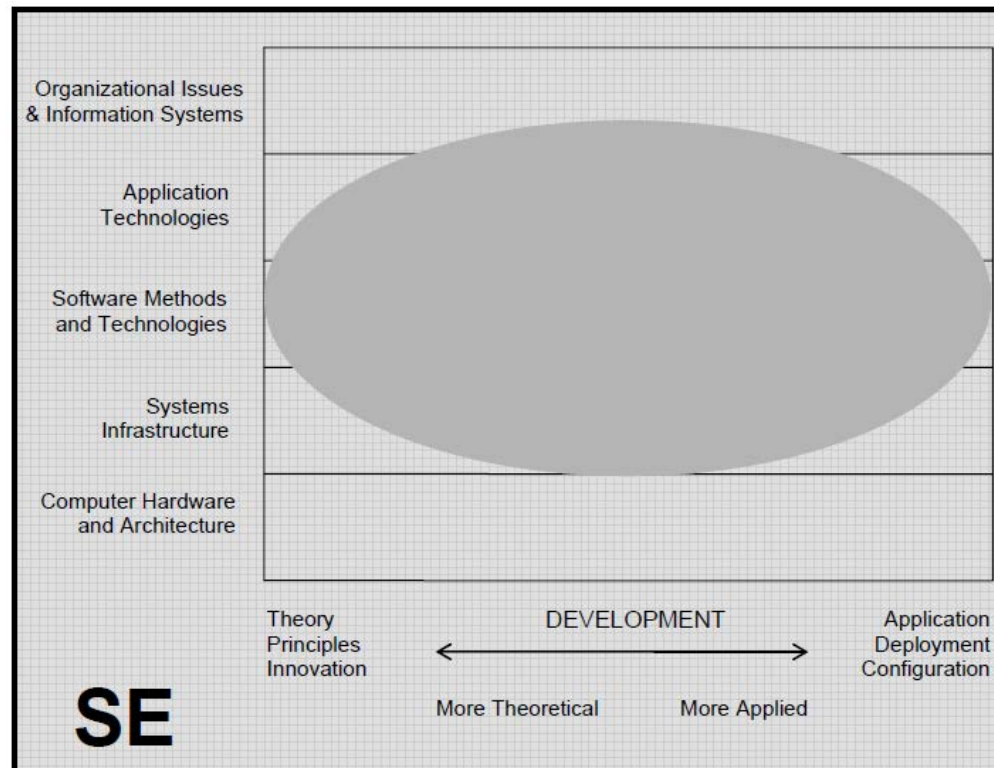 Organizational Issues
& Information Systems
Application
Technologies
Software Methods
and Technologies
Systems
Infrastructure
Computer Hardware
and Architecture
Theory
Principles
Innovation
DEVELOPMENT
Application
Deployment
Configuration
More Theoretical
More Applied
SE